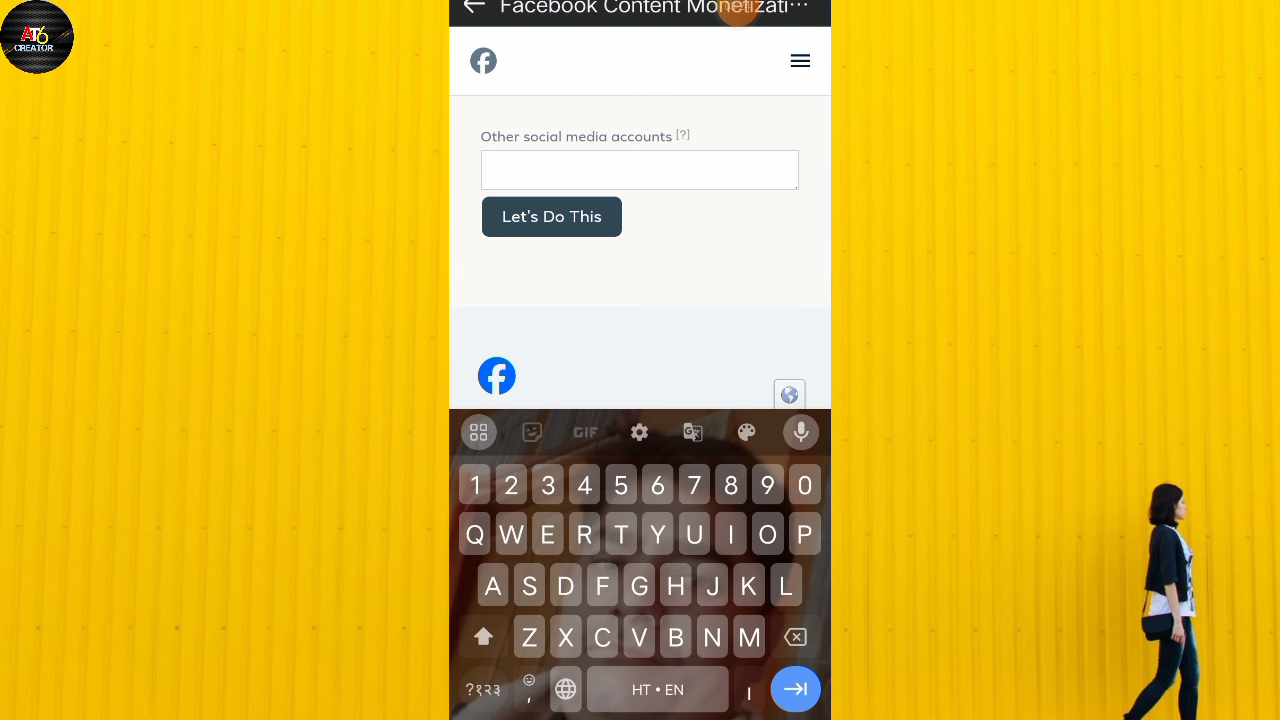 AT6
CREATOR
Facebook Content Monetizati...
Other social media accounts [?]
Let's Do This
GIF
1 2 3 4 5 6 7 8 9 0
Q W E R T Y U I O P
A S D F G H J K L
Z X C V B N M
?१२३ , HT • EN ।